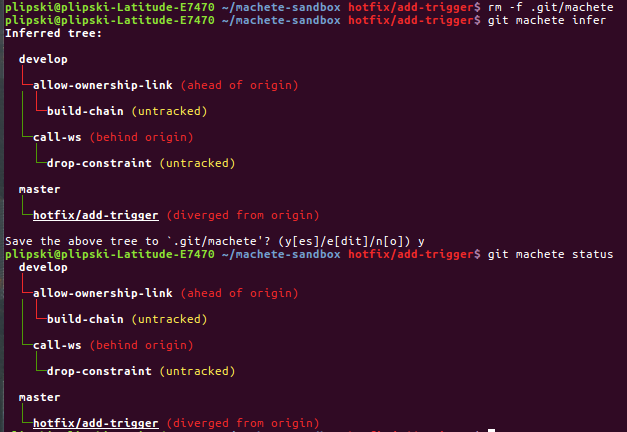 plipski@plipski-Latitude-E7470 ~/machete-sandbox hotfix/add-trigger$ rm -f .git/machete
plipski@plipski-Latitude-E7470 ~/machete-sandbox hotfix/add-trigger$ git machete infer
Inferred tree:
develop
allow-ownership-link (ahead of origin)
build-chain (untracked)
call-ws (behind origin)
drop-constraint (untracked)
master
hotfix/add-trigger (diverged from origin)
Save the above tree to `.git/machete'? (y[es]/e[dit]/n[o]) y
plipski@plipski-Latitude-E7470 ~/machete-sandbox hotfix/add-trigger$ git machete status
develop
allow-ownership-link (ahead of origin)
build-chain (untracked)
call-ws (behind origin)
drop-constraint (untracked)
master
hotfix/add-trigger (diverged from origin)